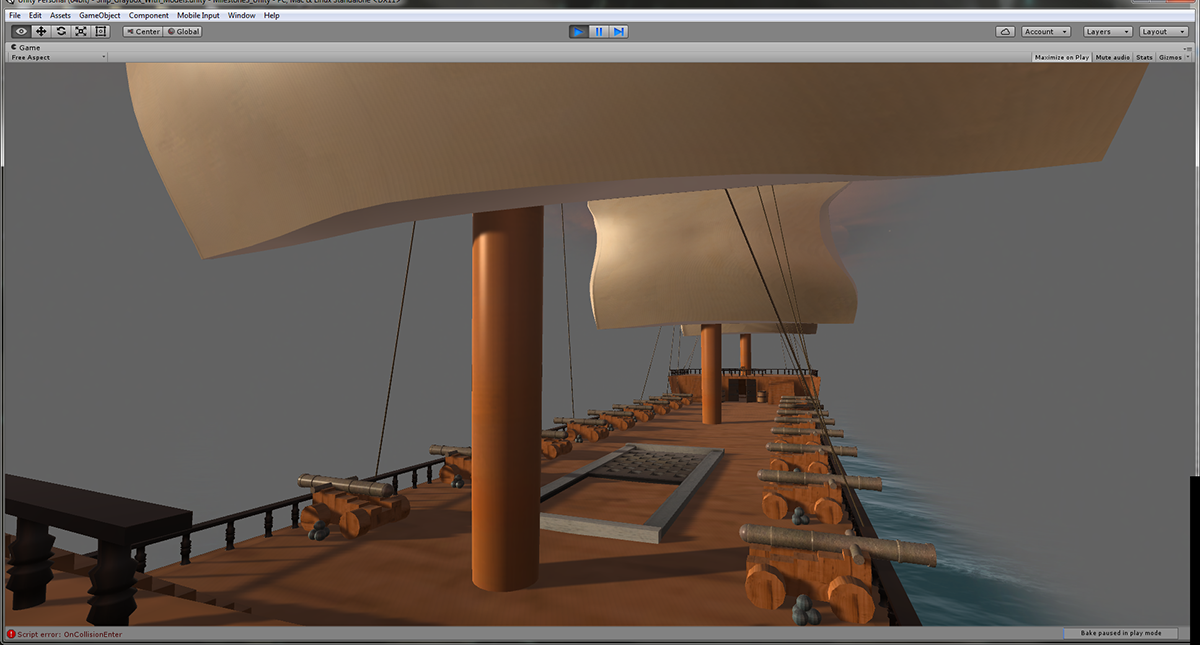 Unity Personal (64bit) - Ship_Graybox_With_Models.unity - Milestone3_Unity - PC, Mac & Linux Standalone <DX11>
File Edit Assets GameObject Component Mobile Input Window Help
Center Global Account Layers Layout
Game
Free Aspect Maximize on Play Mute audio Stats Gizmos
Script error: OnCollisionEnter Bake paused in play mode